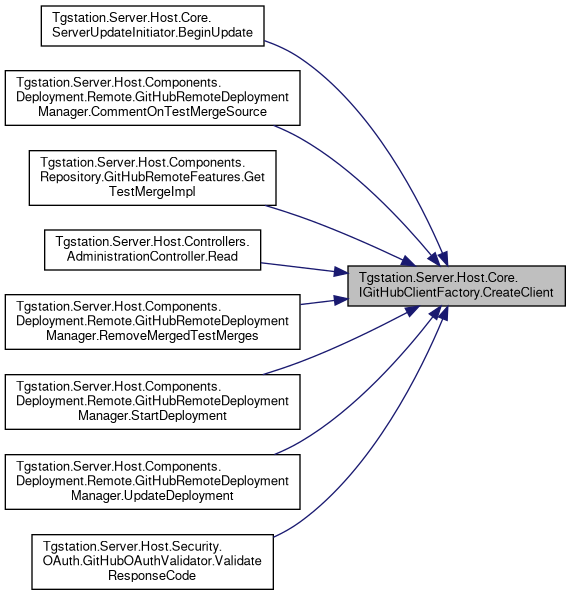 Tgstation.Server.Host.Core.
ServerUpdateInitiator.BeginUpdate
Tgstation.Server.Host.Components.
Deployment.Remote.GitHubRemoteDeployment
Manager.CommentOnTestMergeSource
Tgstation.Server.Host.Components.
Repository.GitHubRemoteFeatures.Get
TestMergeImpl
Tgstation.Server.Host.Controllers.
AdministrationController.Read
Tgstation.Server.Host.Core.
IGitHubClientFactory.CreateClient
Tgstation.Server.Host.Components.
Deployment.Remote.GitHubRemoteDeployment
Manager.RemoveMergedTestMerges
Tgstation.Server.Host.Components.
Deployment.Remote.GitHubRemoteDeployment
Manager.StartDeployment
Tgstation.Server.Host.Components.
Deployment.Remote.GitHubRemoteDeployment
Manager.UpdateDeployment
Tgstation.Server.Host.Security.
OAuth.GitHubOAuthValidator.Validate
ResponseCode